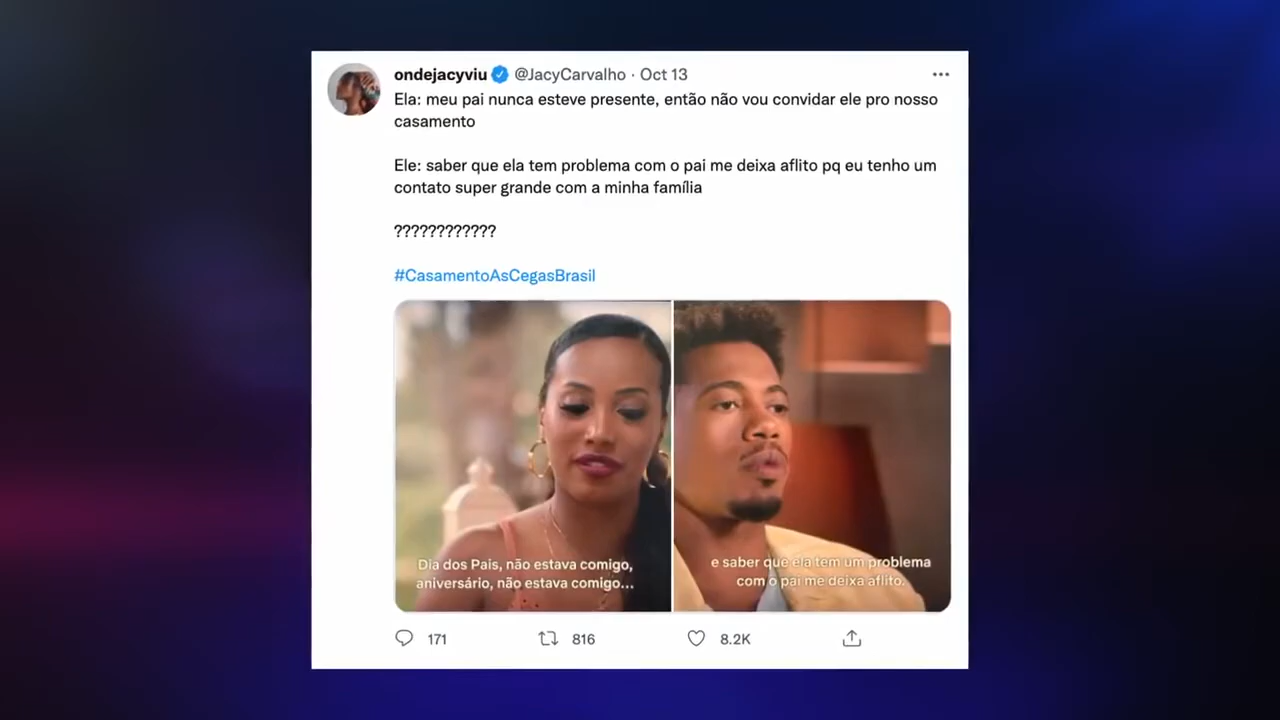 ondejacyviu @JacyCarvalho · Oct 13
Ela: meu pai nunca esteve presente, então não vou convidar ele pro nosso
casamento
Ele: saber que ela tem problema com o pai me deixa aflito pq eu tenho um
contato super grande com a minha família
????????????
#CasamentoAsCegasBrasil
Dia dos Pais, não estava comigo,
aniversário, não estava comigo...
e saber que ela tem um problema
com o pai me deixa aflito.
171 816 8.2K